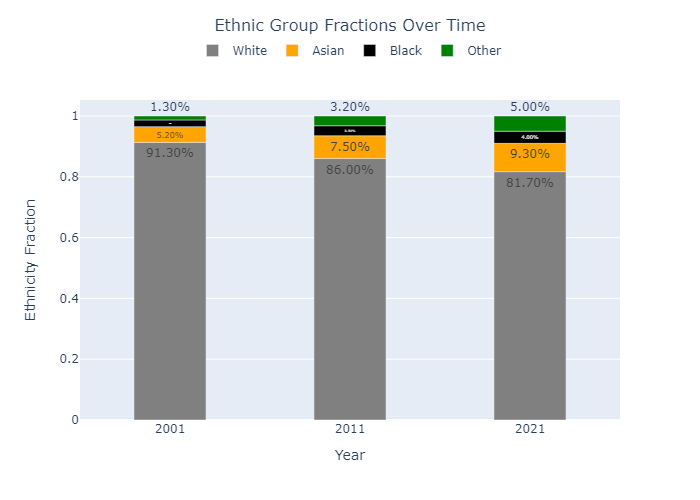 Ethnic Group Fractions Over Time
White Asian Black Other
1.30% 3.20% 5.00%
1
5.20% 7.50% 9.30%
4.00%
91.30% 86.00% 81.70%
0.8
0.6
0.4
0.2
0
Ethnicity Fraction
2001 2011 2021
Year